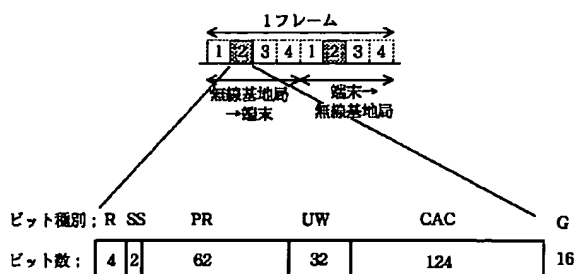 1フレーム
1 2 3 4 1 2 3 4
無線基地局 →端末
端末→ 無線基地局
ビット種別; R SS PR UW CAC G
ビット数; 4 2 62 32 124 16